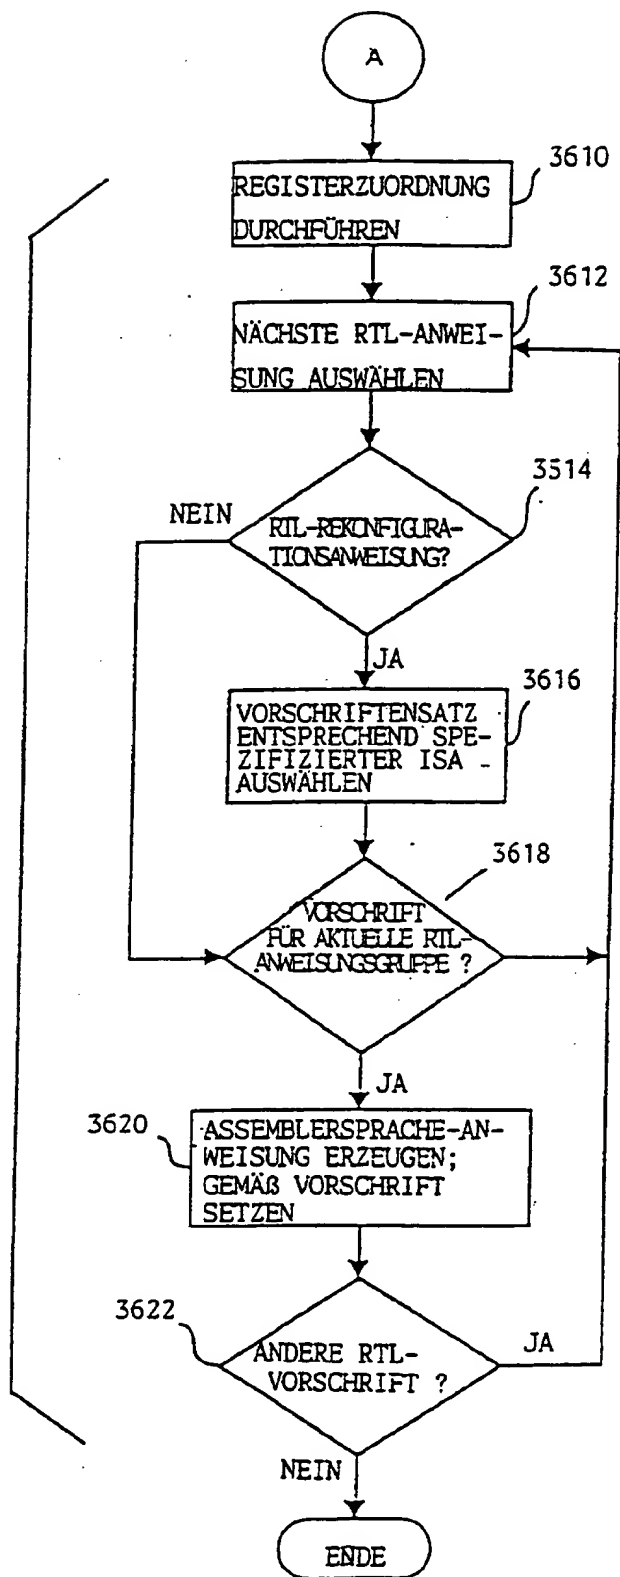 A
3610
REGISTERZUORDNUNG
DURCHFÜHREN
3612
NÄCHSTE RTL-ANWEI-
SUNG AUSWÄHLEN
3514
NEIN
RTL-REKONFIGURA-
TIONSANWEISUNG?
JA
3616
VORSCHRIFTENSATZ
ENTSPRECHEND SPE-
ZIFIZIERTER ISA
AUSWÄHLEN
3618
VORSCHRIFT
FÜR AKTUELLE RTL-
ANWEISUNGSGRUPPE ?
JA
3620
ASSEMBLERSPRACHE-AN-
WEISUNG ERZEUGEN;
GEMÄß VORSCHRIFT
SETZEN
3622
ANDERE RTL-
VORSCHRIFT ?
JA
NEIN
ENDE